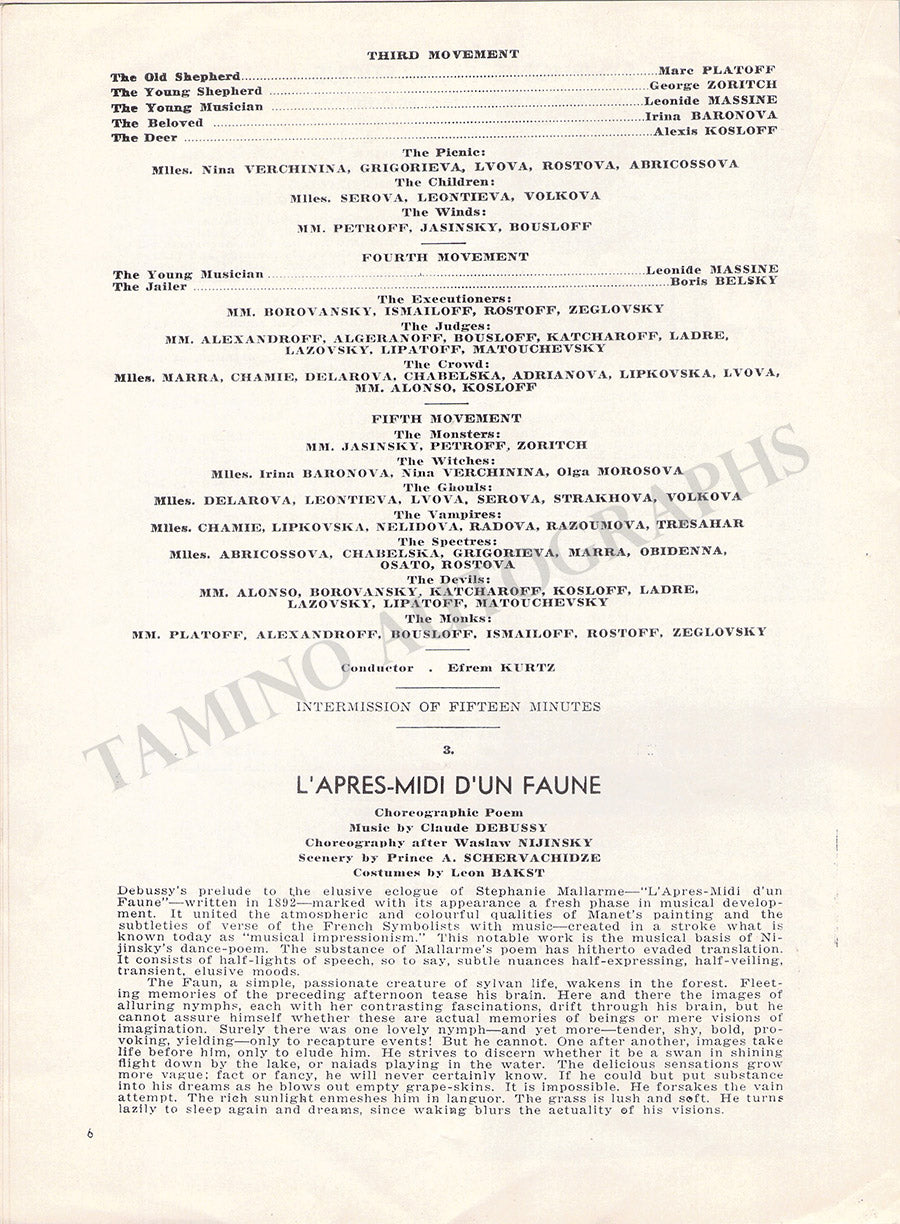 THIRD MOVEMENT
The Old Shepherd Marc PLATOFF
The Young Shepherd George ZORITCH
The Young Musician Leonide MASSINE
The Beloved Irina BARONOVA
The Deer Alexis KOSLOFF
The Picnic:
Mlles. Nina VERCHININA, GRIGORIEVA, LVOVA, ROSTOVA, ABRICOSSOVA
The Children:
Mlles. SEROVA, LEONTIEVA, VOLKOVA
The Winds:
MM. PETROFF, JASINSKY, BOUSLOFF
FOURTH MOVEMENT
The Young Musician Leonide MASSINE
The Jailer Boris BELSKY
The Executioners:
MM. BOROVANSKY, ISMAILOFF, ROSTOFF, ZEGLOVSKY
The Judges:
MM. ALEXANDROFF, ALGERANOFF, BOUSLOFF, KATCHAROFF, LADRE,
LAZOVSKY, LIPATOFF, MATOUCHEVSKY
The Crowd:
Mlles. MARRA, CHAMIE, DELAROVA, CHABELSKA, ADRIANOVA, LIPKOVSKA, LVOVA,
MM. ALONSO, KOSLOFF
FIFTH MOVEMENT
The Monsters:
MM. JASINSKY, PETROFF, ZORITCH
The Witches:
Mlles. Irina BARONOVA, Nina VERCHININA, Olga MOROSOVA
The Ghouls:
Mlles. DELAROVA, LEONTIEVA, LVOVA, SEROVA, STRAKHOVA, VOLKOVA
The Vampires:
Mlles. CHAMIE, LIPKOVSKA, NELIDOVA, RADOVA, RAZOUMOVA, TRESAHAR
The Spectres:
Mlles. ABRICOSSOVA, CHABELSKA, GRIGORIEVA, MARRA, OBIDENNA,
OSATO, ROSTOVA
The Devils:
MM. ALONSO, BOROVANSKY, KATCHAROFF, KOSLOFF, LADRE,
LAZOVSKY, LIPATOFF, MATOUCHEVSKY
The Monks:
MM. PLATOFF, ALEXANDROFF, BOUSLOFF, ISMAILOFF, ROSTOFF, ZEGLOVSKY
Conductor . Efrem KURTZ
INTERMISSION OF FIFTEEN MINUTES
TAMINO AUTOGRAPHS
3.
L'APRES-MIDI D'UN FAUNE
Choreographic Poem
Music by Claude DEBUSSY
Choreography after Waslaw NIJINSKY
Scenery by Prince A. SCHERVACHIDZE
Costumes by Leon BAKST
Debussy's prelude to the elusive eclogue of Stephanie Mallarme—"L'Apres-Midi d'un
Faune"—written in 1892—marked with its appearance a fresh phase in musical develop-
ment. It united the atmospheric and colourful qualities of Manet's painting and the
subtleties of verse of the French Symbolists with music—created in a stroke what is
known today as "musical impressionism." This notable work is the musical basis of Ni-
jinsky's dance-poem. The substance of Mallarme's poem has hitherto evaded translation.
It consists of half-lights of speech, so to say, subtle nuances half-expressing, half-veiling,
transient, elusive moods.
The Faun, a simple, passionate creature of sylvan life, wakens in the forest. Fleet-
ing memories of the preceding afternoon tease his brain. Here and there the images of
alluring nymphs, each with her contrasting fascinations, drift through his brain, but he
cannot assure himself whether these are actual memories of beings or mere visions of
imagination. Surely there was one lovely nymph—and yet more—tender, shy, bold, pro-
voking, yielding—only to recapture events! But he cannot. One after another, images take
life before him, only to elude him. He strives to discern whether it be a swan in shining
flight down by the lake, or naiads playing in the water. The delicious sensations grow
more vague; fact or fancy, he will never certainly know. If he could but put substance
into his dreams as he blows out empty grape-skins. It is impossible. He forsakes the vain
attempt. The rich sunlight enmeshes him in languor. The grass is lush and soft. He turns
lazily to sleep again and dreams, since waking blurs the actuality of his visions.
6